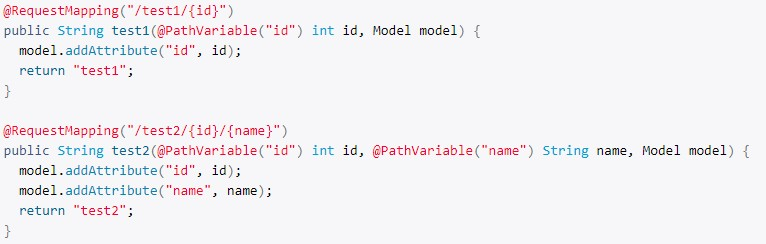 @RequestMapping("/test1/{id}")
public String test1(@PathVariable("id") int id, Model model) {
  model.addAttribute("id", id);
  return "test1";
}

@RequestMapping("/test2/{id}/{name}")
public String test2(@PathVariable("id") int id, @PathVariable("name") String name, Model model) {
  model.addAttribute("id", id);
  model.addAttribute("name", name);
  return "test2";
}